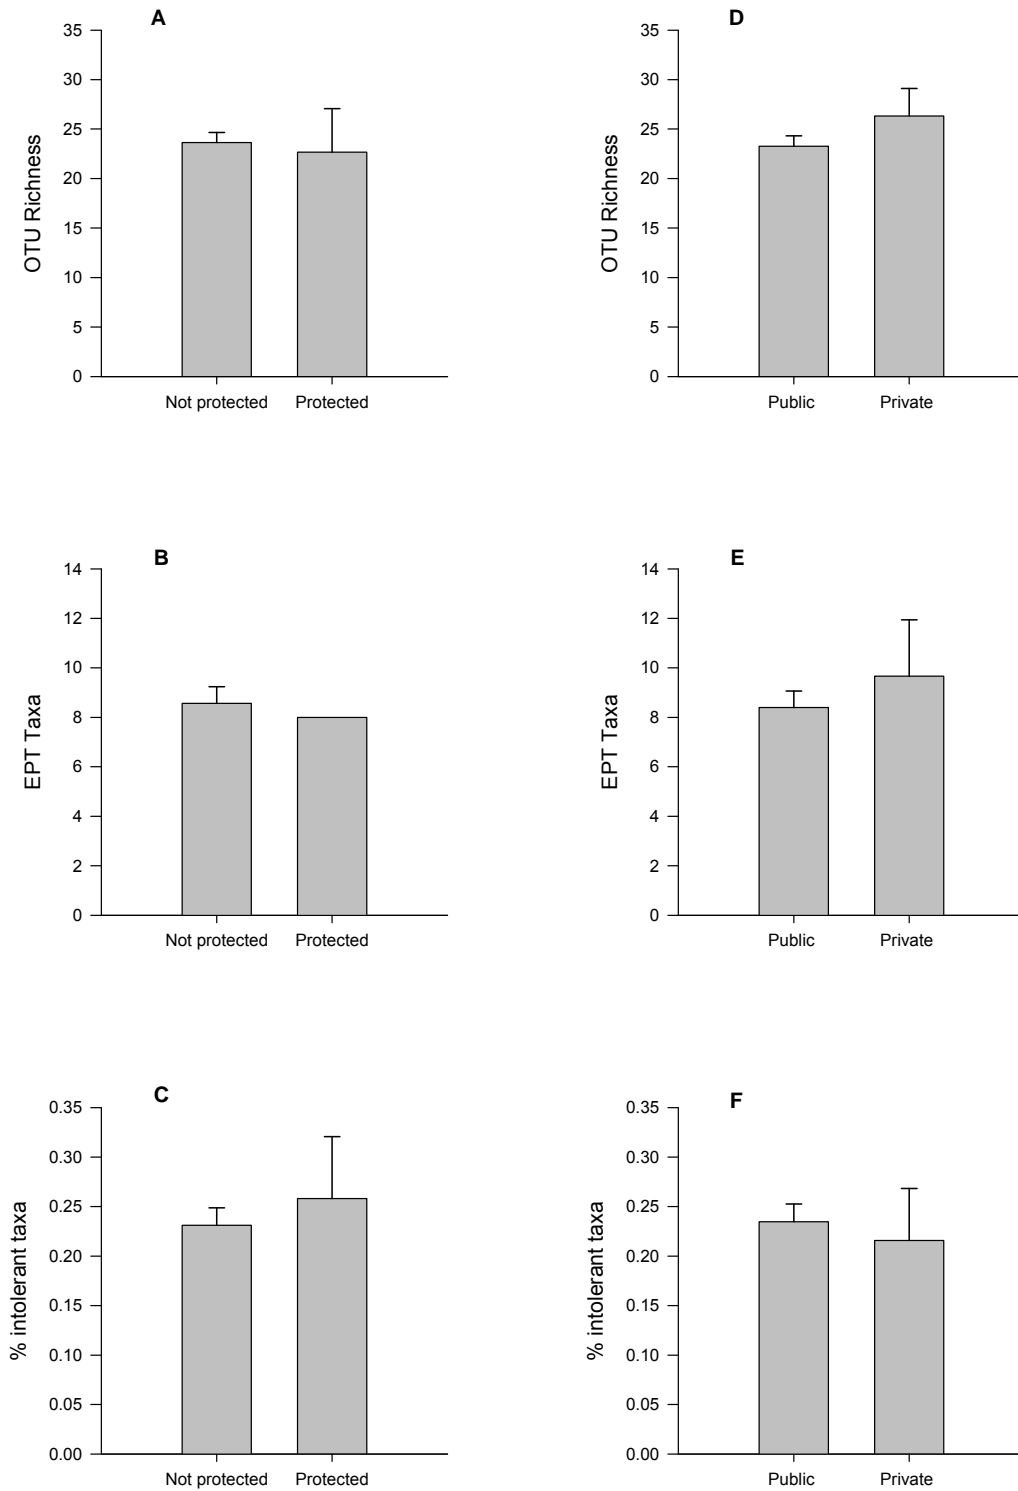 A
OTU Richness
35
30
25
20
15
10
5
0
Not protected Protected
D
OTU Richness
35
30
25
20
15
10
5
0
Public Private
B
EPT Taxa
14
12
10
8
6
4
2
0
Not protected Protected
E
EPT Taxa
14
12
10
8
6
4
2
0
Public Private
C
% intolerant taxa
0.35
0.30
0.25
0.20
0.15
0.10
0.05
0.00
Not protected Protected
F
% intolerant taxa
0.35
0.30
0.25
0.20
0.15
0.10
0.05
0.00
Public Private